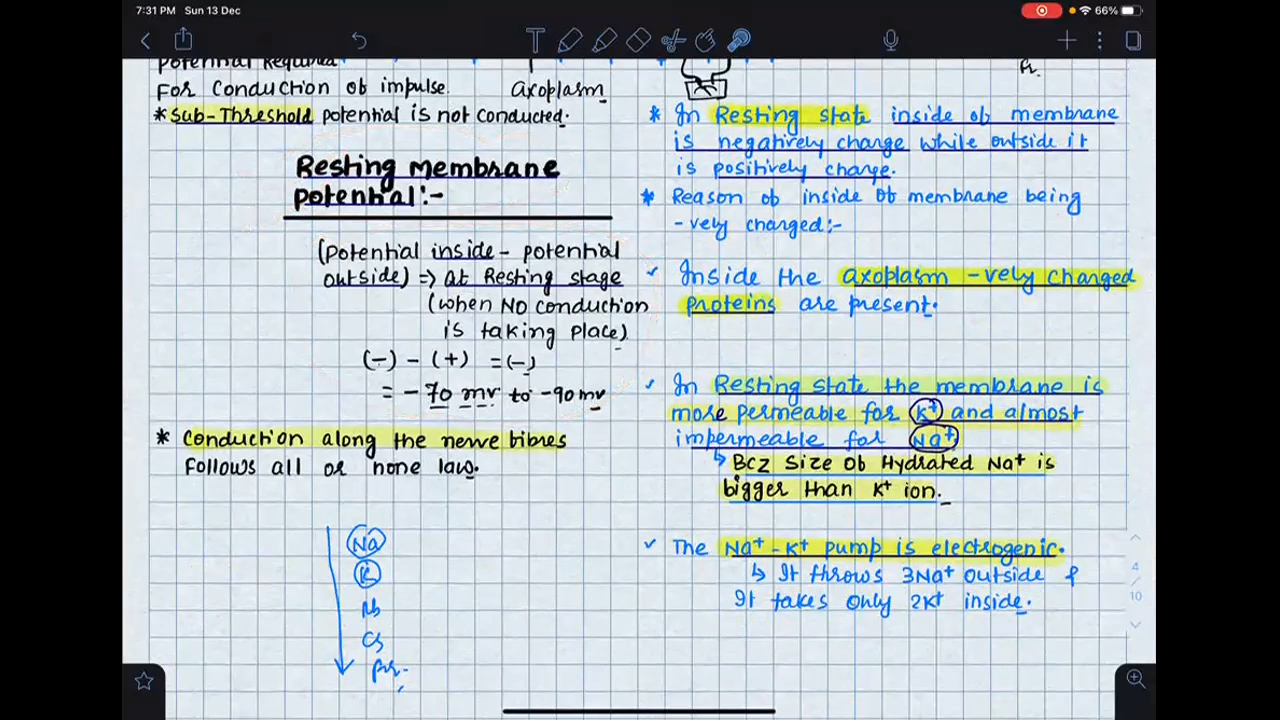 7:31 PM Sun 13 Dec
66%
potential Required
For Conduction of impulse.
axoplasm
*Sub-Threshold potential is not conducted.
Resting membrane
potential:-
(Potential inside - potential
outside) => at Resting stage
(when NO conduction
is taking place)
(-) - (+) = (-)
= -70 mv to -90 mv
* Conduction along the nerve fibres
Follows all or none law.
Na
K
Rb
Cs
Fr.
* In Resting state inside of membrane
is negatively charge while outside it
is positively charge.
* Reason of inside of membrane being
-vely charged:-
✓ Inside the axoplasm -vely charged
proteins are present.
✓ In Resting state the membrane is
more permeable for K+ and almost
impermeable for Na+
↳ Bcz Size of Hydrated Na+ is
bigger than K+ ion.
✓ The Na+ - K+ pump is electrogenic.
↳ It throws 3Na+ outside &
It takes only 2K+ inside.
Fr.
4
/
10